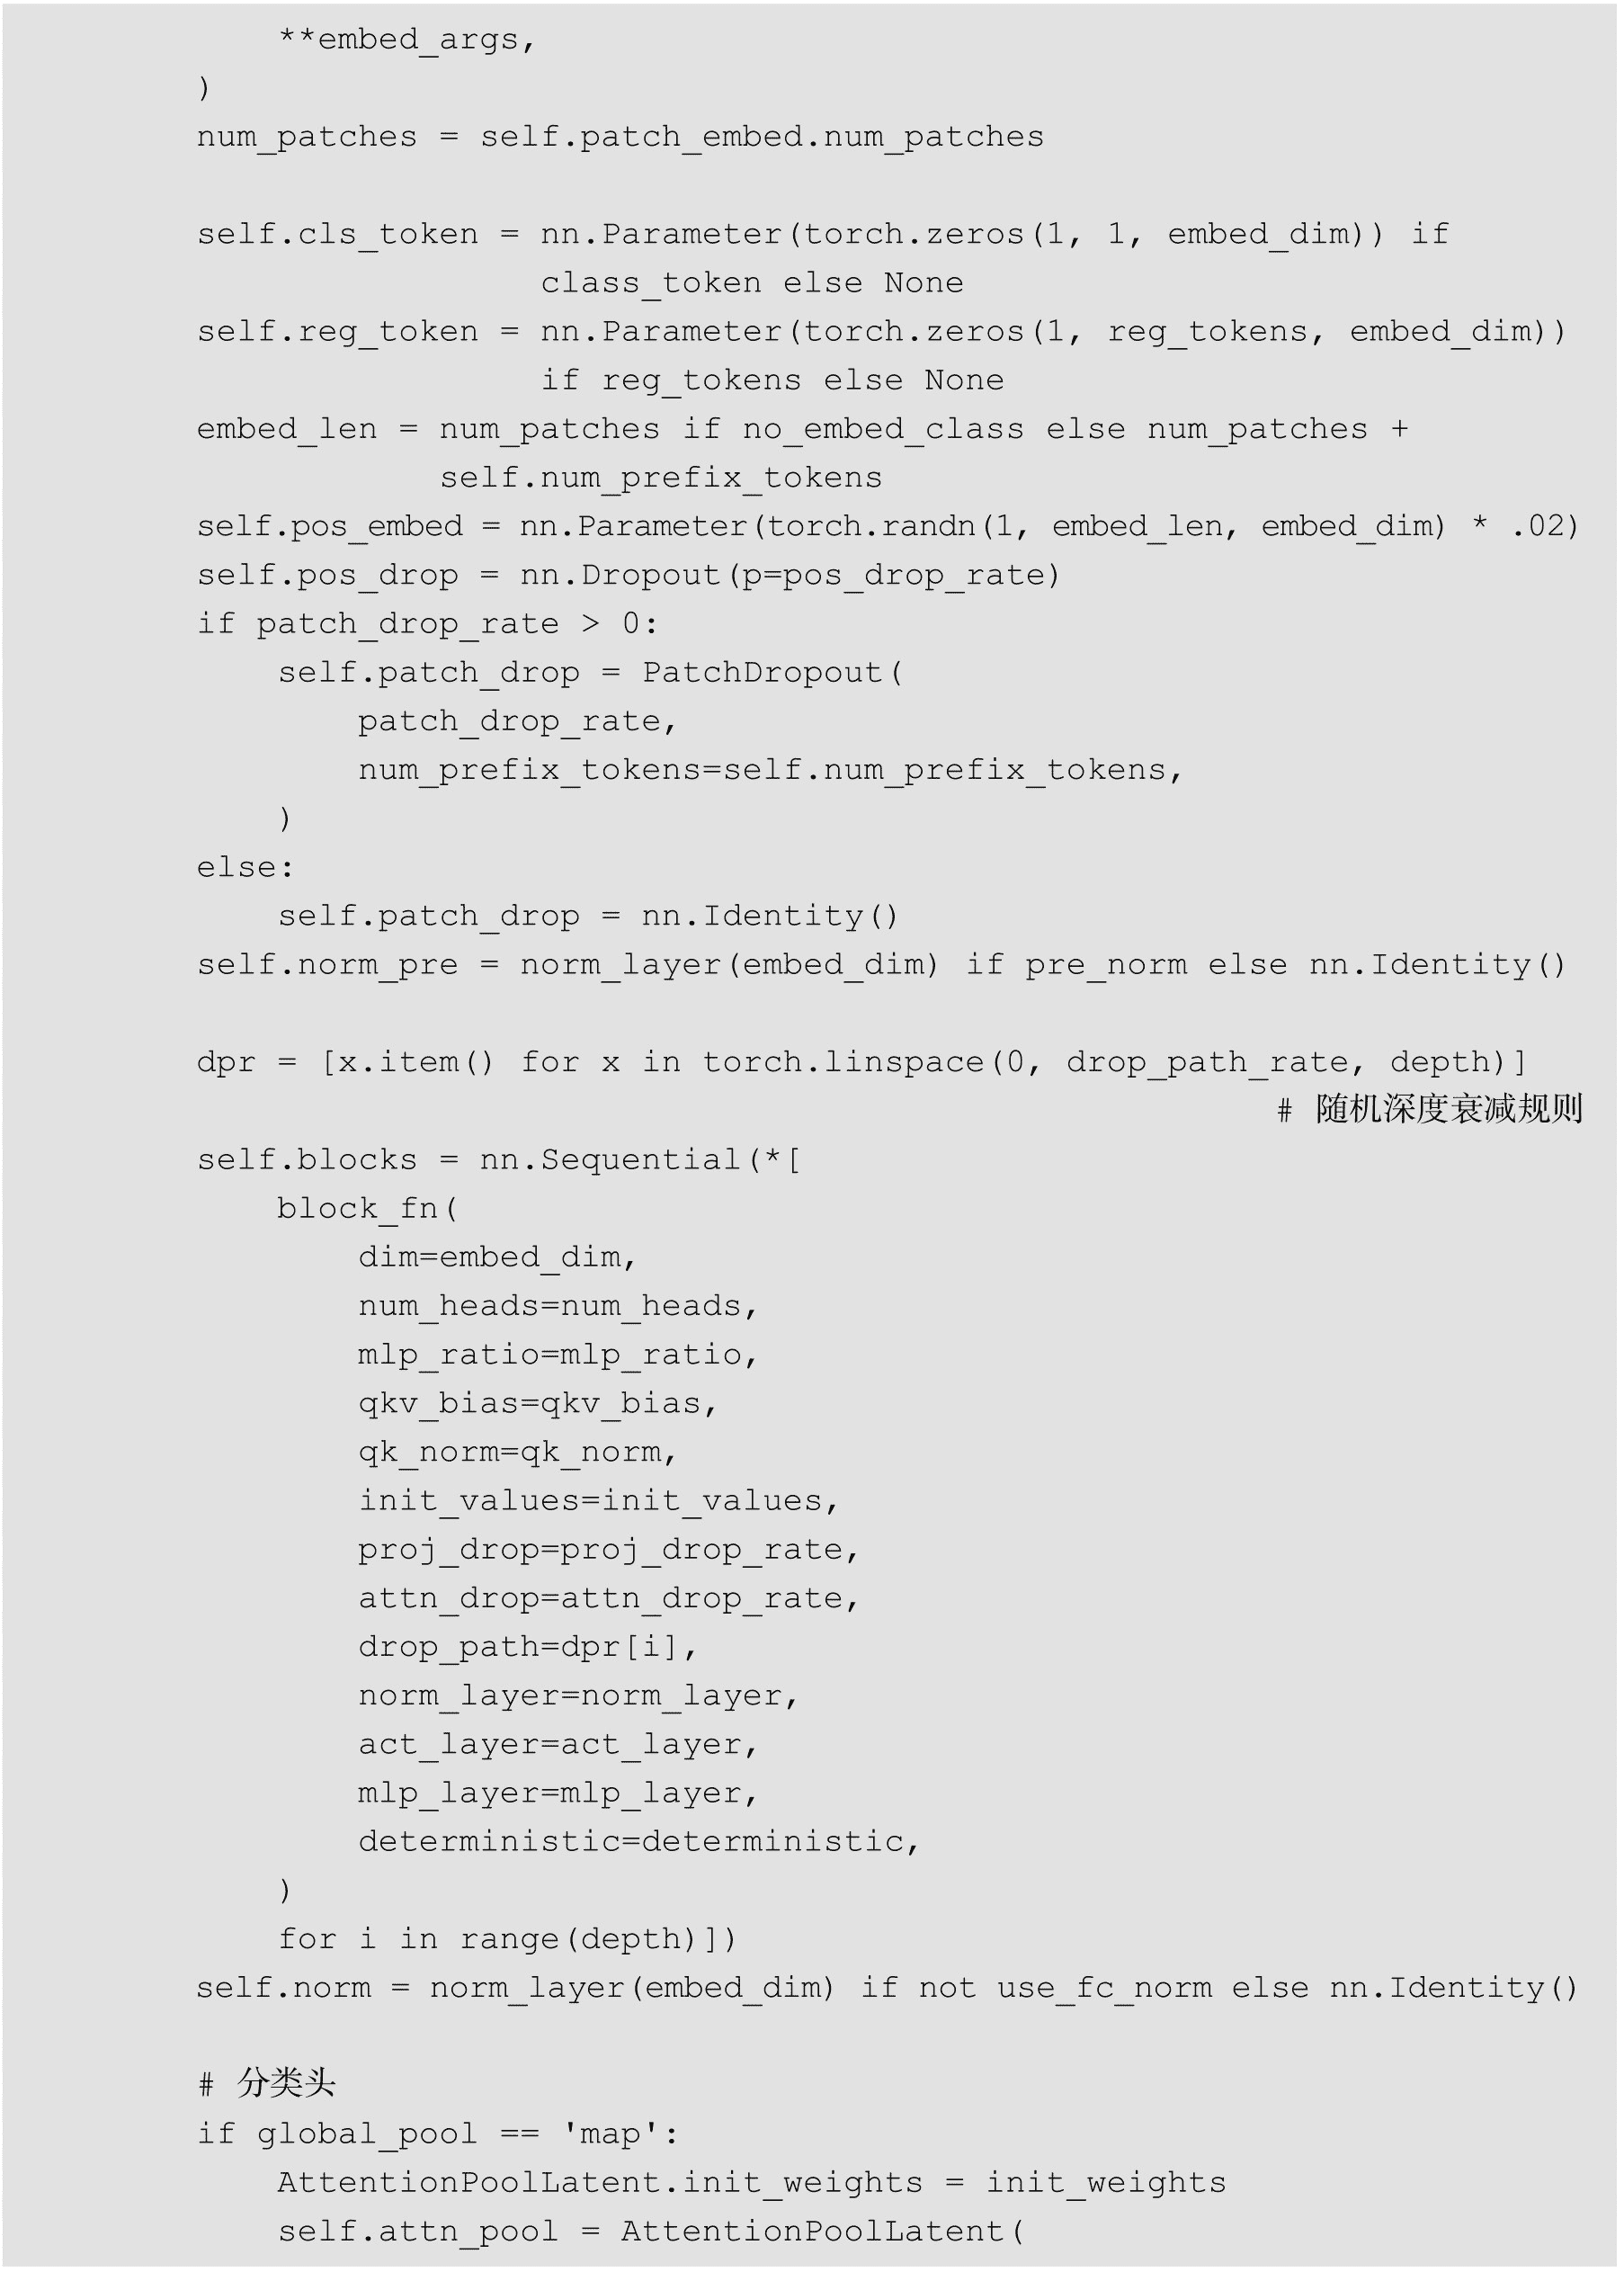 **embed_args,
        )
        num_patches = self.patch_embed.num_patches

        self.cls_token = nn.Parameter(torch.zeros(1, 1, embed_dim)) if
                         class_token else None
        self.reg_token = nn.Parameter(torch.zeros(1, reg_tokens, embed_dim))
                         if reg_tokens else None
        embed_len = num_patches if no_embed_class else num_patches +
                    self.num_prefix_tokens
        self.pos_embed = nn.Parameter(torch.randn(1, embed_len, embed_dim) * .02)
        self.pos_drop = nn.Dropout(p=pos_drop_rate)
        if patch_drop_rate > 0:
            self.patch_drop = PatchDropout(
                patch_drop_rate,
                num_prefix_tokens=self.num_prefix_tokens,
            )
        else:
            self.patch_drop = nn.Identity()
        self.norm_pre = norm_layer(embed_dim) if pre_norm else nn.Identity()

        dpr = [x.item() for x in torch.linspace(0, drop_path_rate, depth)]
                                                              # 随机深度衰减规则
        self.blocks = nn.Sequential(*[
            block_fn(
                dim=embed_dim,
                num_heads=num_heads,
                mlp_ratio=mlp_ratio,
                qkv_bias=qkv_bias,
                qk_norm=qk_norm,
                init_values=init_values,
                proj_drop=proj_drop_rate,
                attn_drop=attn_drop_rate,
                drop_path=dpr[i],
                norm_layer=norm_layer,
                act_layer=act_layer,
                mlp_layer=mlp_layer,
                deterministic=deterministic,
            )
            for i in range(depth)])
        self.norm = norm_layer(embed_dim) if not use_fc_norm else nn.Identity()

        # 分类头
        if global_pool == 'map':
            AttentionPoolLatent.init_weights = init_weights
            self.attn_pool = AttentionPoolLatent(